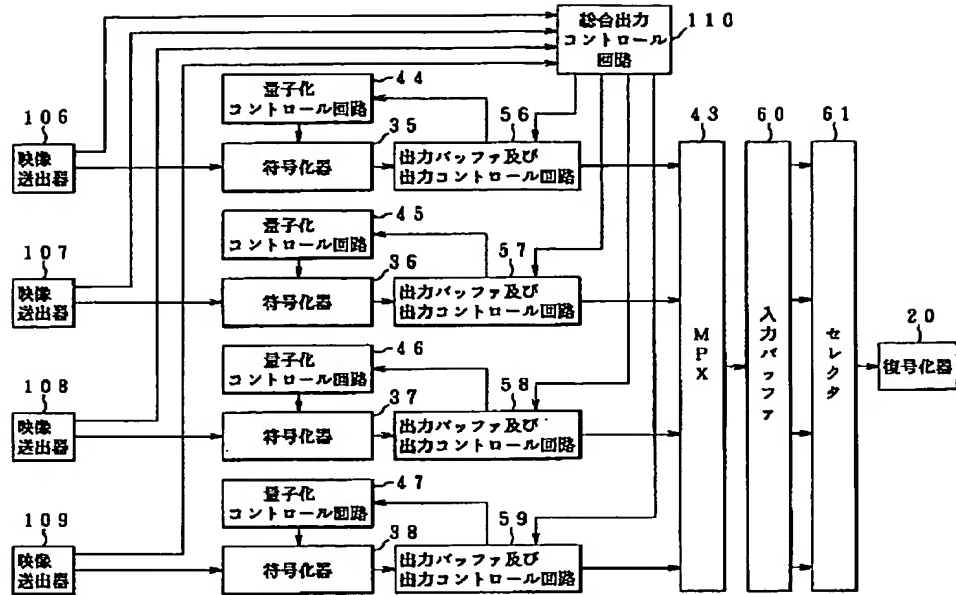 総合出力
コントロール
回路
110
量子化
コントロール回路
44
106
映像
送出器
符号化器
35
出力バッファ及び
出力コントロール回路
56
43
60
61
量子化
コントロール回路
45
107
映像
送出器
符号化器
36
出力バッファ及び
出力コントロール回路
57
MPX
入力バッファ
セレクタ
20
復号化器
量子化
コントロール回路
46
108
映像
送出器
符号化器
37
出力バッファ及び
出力コントロール回路
58
量子化
コントロール回路
47
109
映像
送出器
符号化器
38
出力バッファ及び
出力コントロール回路
59